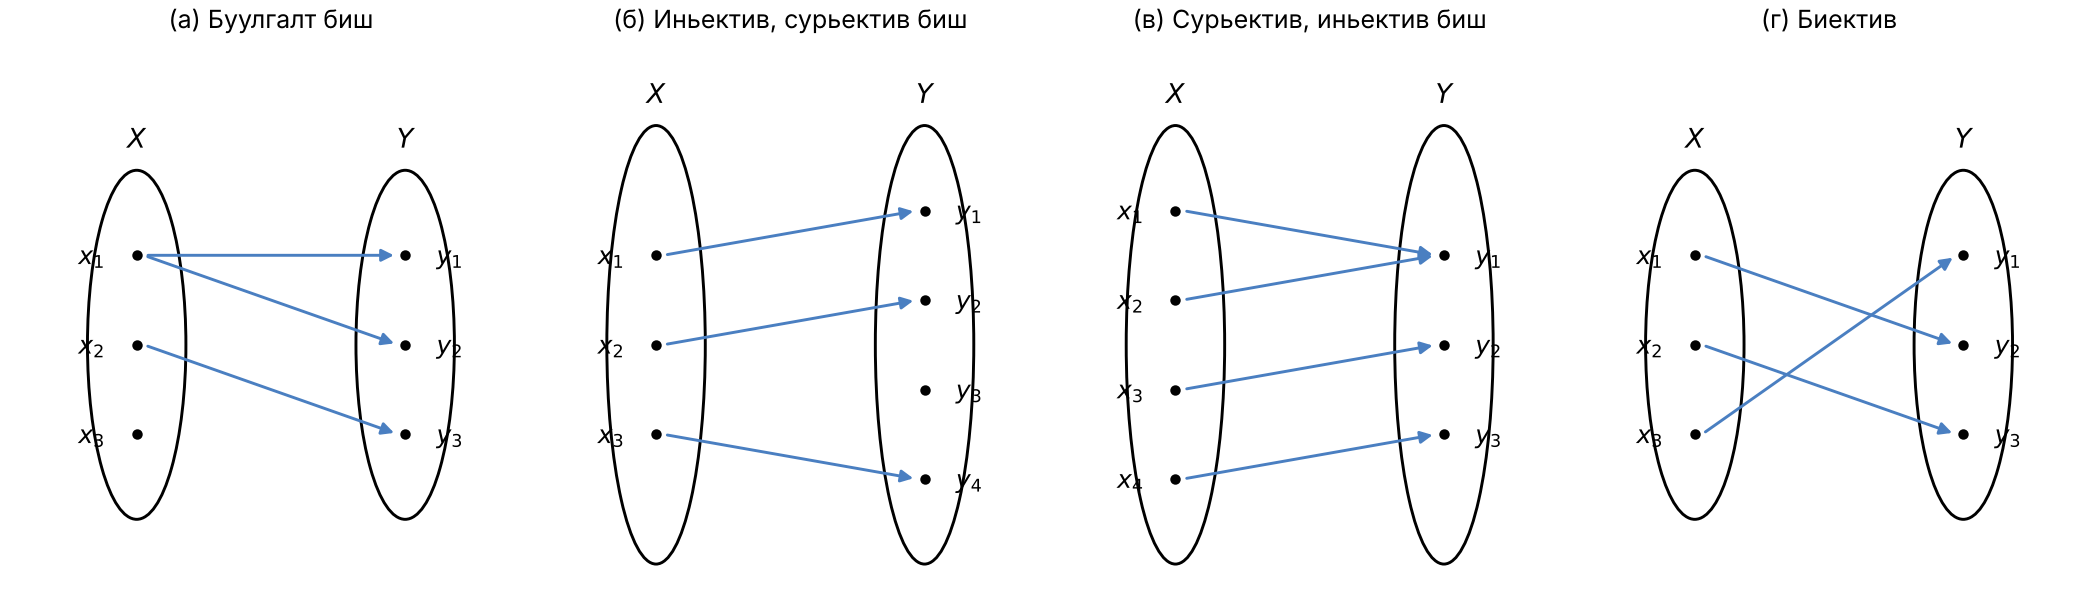 (а) Буулгалт биш
X Y
x₁ y₁
x₂ y₂
x₃ y₃
(б) Иньектив, сурьектив биш
X Y
y₁
x₁
y₂
x₂
y₃
x₃
y₄
(в) Сурьектив, иньектив биш
X Y
x₁
y₁
x₂
y₂
x₃
y₃
x₄
(г) Биектив
X Y
x₁ y₁
x₂ y₂
x₃ y₃